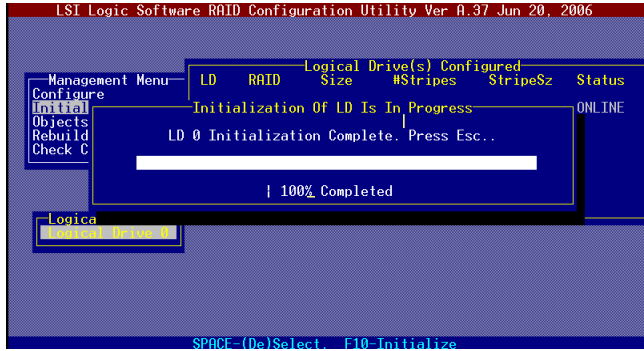 LSI Logic Software RAID Configuration Utility Ver A.37 Jun 20, 2006
Logical Drive(s) Configured
Management Menu
LD RAID Size #Stripes StripeSz Status
Configure
Initial
Initialization Of LD Is In Progress
ONLINE
Objects
Rebuild
LD 0 Initialization Complete. Press Esc..
Check C
| 100% Completed
Logica
Logical Drive 0
SPACE-(De)Select, F10-Initialize